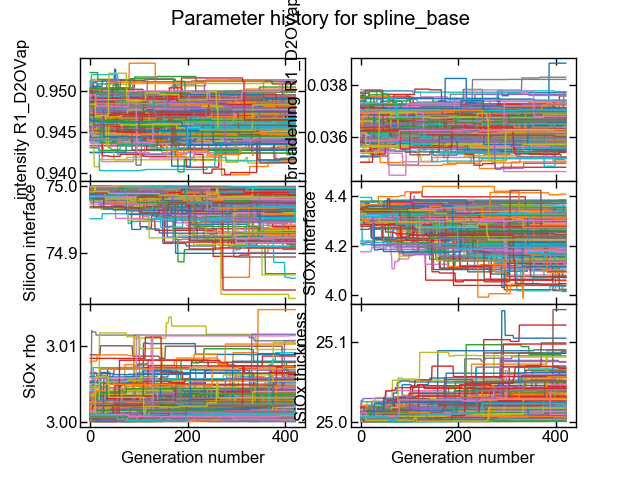 Parameter history for spline_base
intensity R1_D2OVap
0.950
0.945
0.940
broadening R1_D2OVap
0.038
0.036
Silicon interface
75.0
74.9
SiOx interface
4.4
4.2
4.0
SiOx rho
3.01
3.00
0
200
400
Generation number
SiOx thickness
25.1
25.0
0
200
400
Generation number